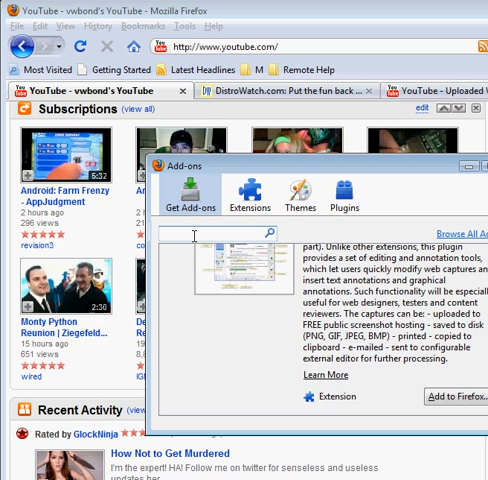 YouTube - vwbond's YouTube - Mozilla Firefox
File Edit View History Bookmarks Tools Help
http://www.youtube.com/
Most Visited Getting Started Latest Headlines M Remote Help
YouTube - vwbond's YouTube
DistroWatch.com: Put the fun back ...
YouTube - Uploaded V
Subscriptions (view all)
edit
5:32
Android: Farm Frenzy
- AppJudgment
2 hours ago
296 views
revision3
2:30
Monty Python
Reunion | Ziegefeld...
15 hours ago
651 views
wired
Add-ons
Get Add-ons
Extensions
Themes
Plugins
Browse All Ad
part). Unlike other extensions, this plugin
provides a set of editing and annotation tools,
which let users quickly modify web captures an
insert text annotations and graphical
annotations. Such functionality will be especial
useful for web designers, testers and content
reviewers. The captures can be: - uploaded to
FREE public screenshot hosting - saved to disk
(PNG, GIF, JPEG, BMP) - printed - copied to
clipboard - e-mailed - sent to configurable
external editor for further processing.
Learn More
Extension
Add to Firefox...
Recent Activity (view
Rated by GlockNinja
How Not to Get Murdered
I'm the expert! HA! Follow me on twitter for senseless and useless
updates her